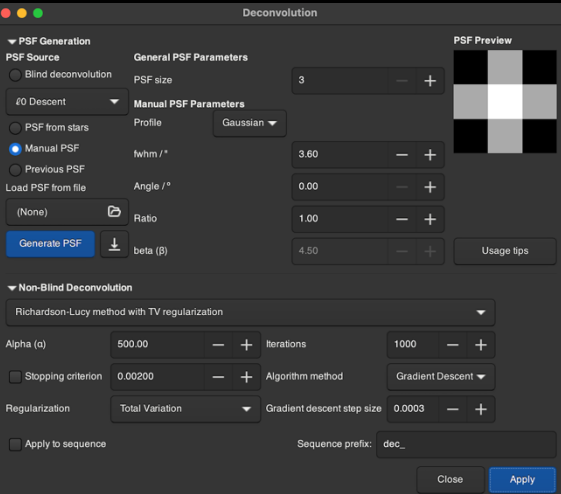 Deconvolution
PSF Generation
PSF Source
General PSF Parameters
PSF Preview
Blind deconvolution
PSF size
3
ℓ0 Descent
Manual PSF Parameters
PSF from stars
Profile
Gaussian
Manual PSF
fwhm / "
3.60
Previous PSF
Load PSF from file
Angle / °
0.00
(None)
Ratio
1.00
Generate PSF
beta (β)
4.50
Usage tips
Non-Blind Deconvolution
Richardson-Lucy method with TV regularization
Alpha (α)
500.00
Iterations
1000
Stopping criterion
0.00200
Algorithm method
Gradient Descent
Regularization
Total Variation
Gradient descent step size
0.0003
Apply to sequence
Sequence prefix:
dec_
Close
Apply